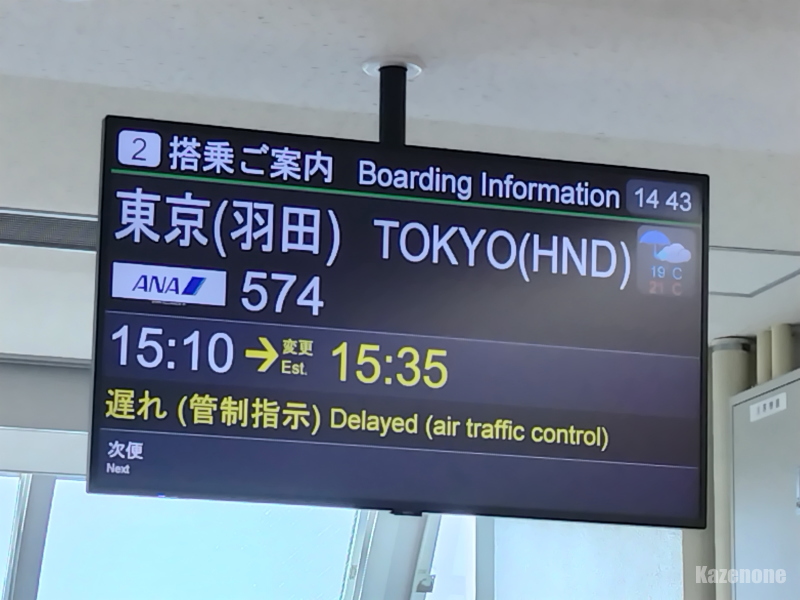 2 搭乗ご案内 Boarding Information 14 43
東京(羽田) TOKYO(HND)
19°C
21°C
ANA 574
15:10 → 変更 15:35
Est.
遅れ (管制指示) Delayed (air traffic control)
次便
Next
Kazenone